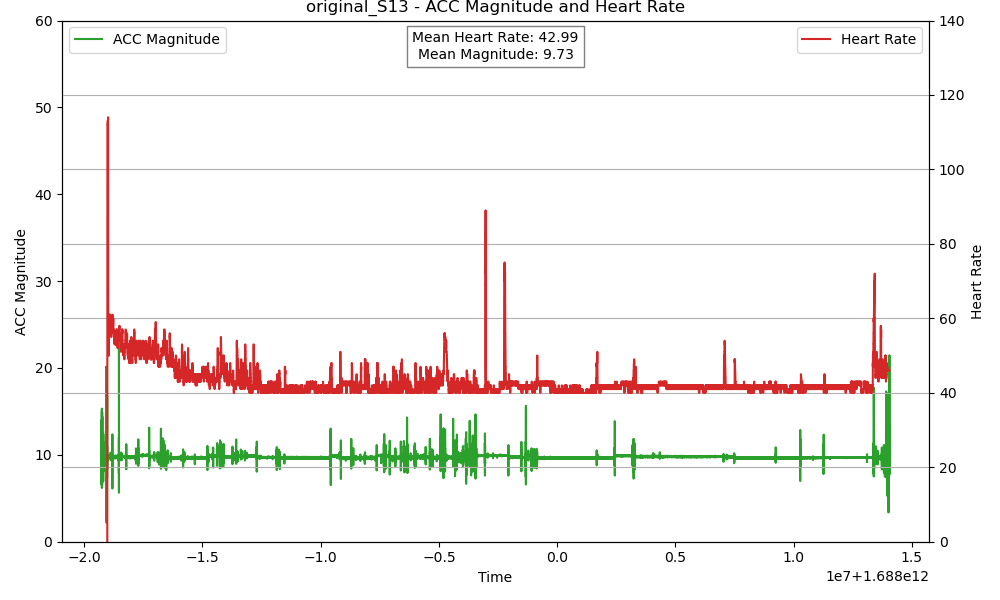 original_S13 - ACC Magnitude and Heart Rate
ACC Magnitude
Mean Heart Rate: 42.99
Mean Magnitude: 9.73
Heart Rate
60
50
40
30
20
10
0
ACC Magnitude
140
120
100
80
60
40
20
0
Heart Rate
−2.0 −1.5 −1.0 −0.5 0.0 0.5 1.0 1.5
Time
1e7+1.688e12